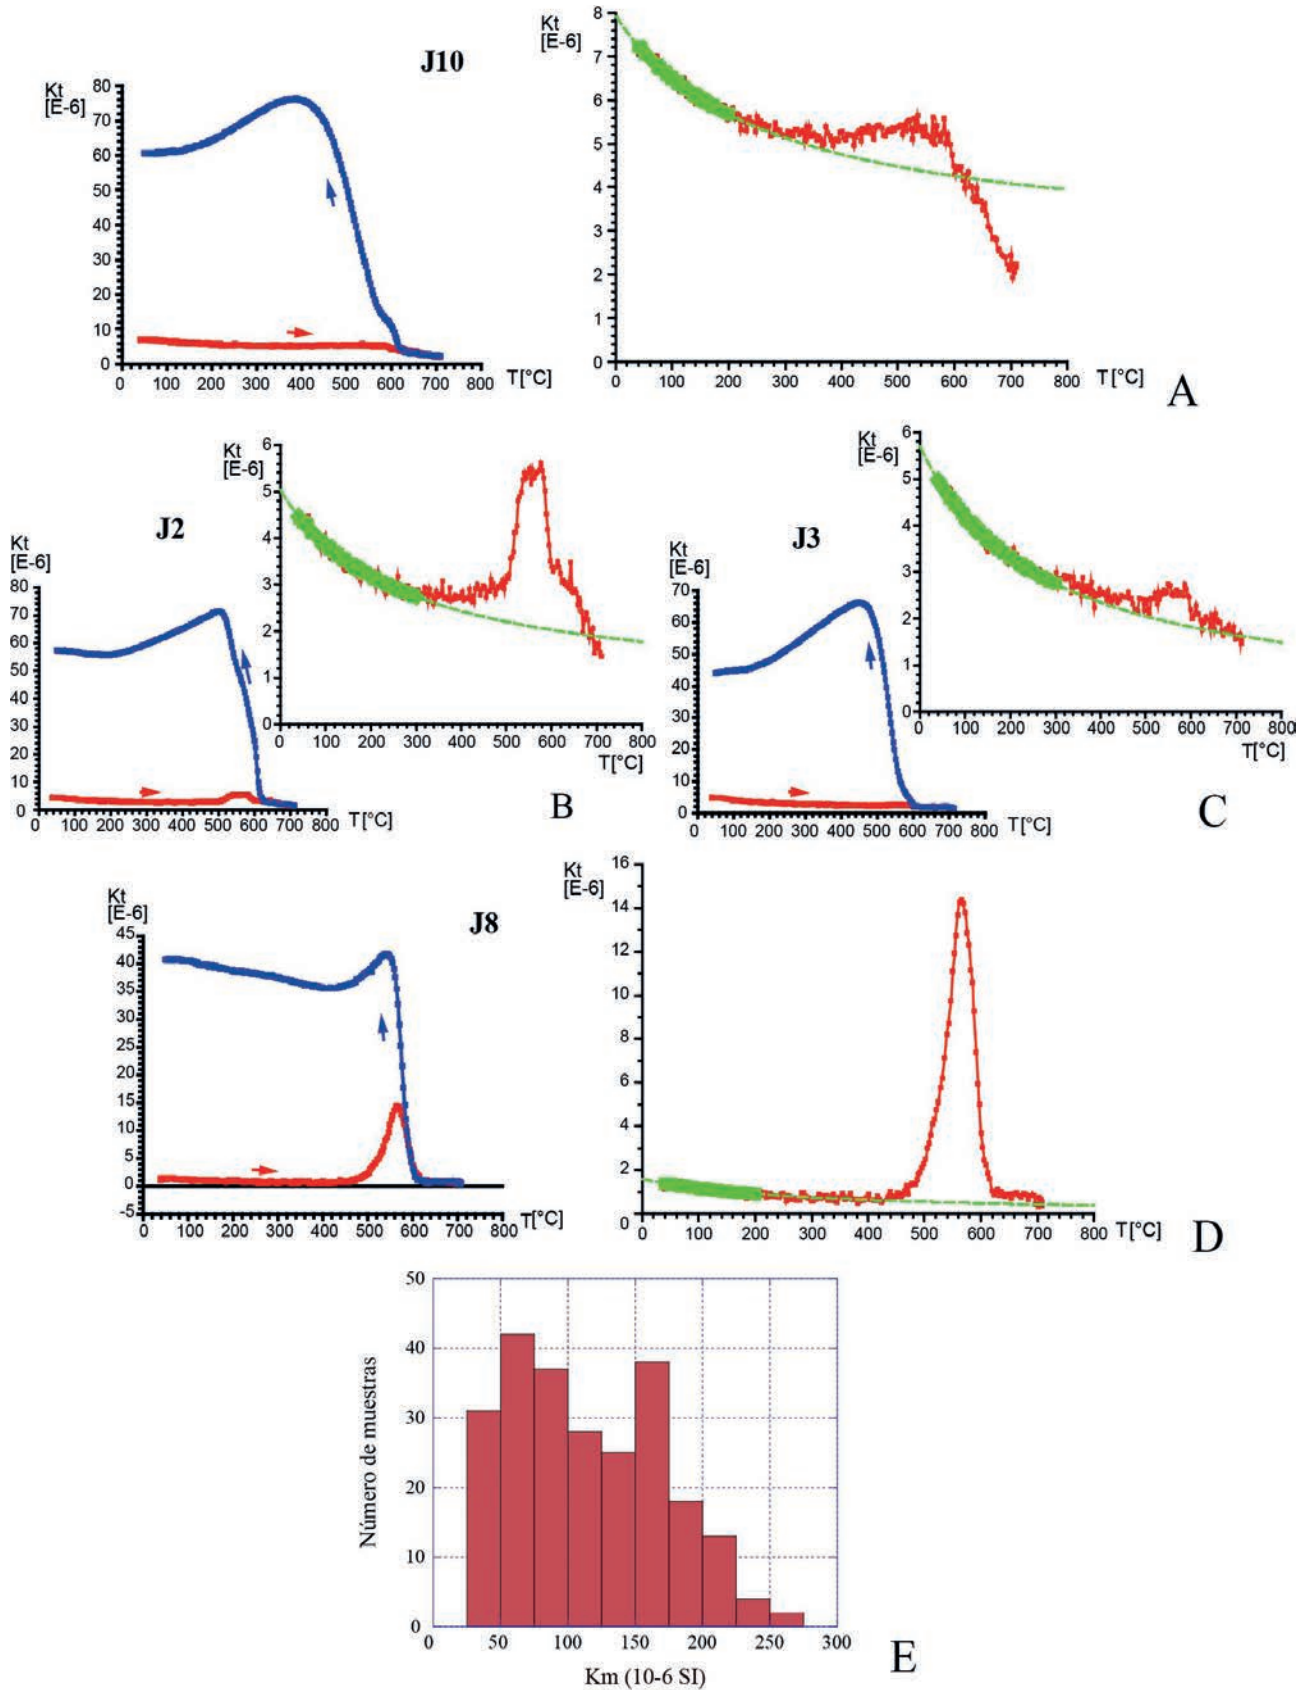 J10
Kt
[E-6]
80
70
60
50
40
30
20
10
0
0 100 200 300 400 500 600 700 800 T[°C]
Kt
[E-6]
8
7
6
5
4
3
2
1
0
0 100 200 300 400 500 600 700 800
T[°C]
A
J2
Kt
[E-6]
80
70
60
50
40
30
20
10
0
0 100 200 300 400 500 600 700 800 T[°C]
Kt
[E-6]
6
5
4
3
2
1
0
0 100 200 300 400 500 600 700 800
T[°C]
B
J3
Kt
[E-6]
70
60
50
40
30
20
10
0
0 100 200 300 400 500 600 700 800 T[°C]
Kt
[E-6]
6
5
4
3
2
1
0
0 100 200 300 400 500 600 700 800
T[°C]
C
J8
Kt
[E-6]
45
40
35
30
25
20
15
10
5
0
-5
0 100 200 300 400 500 600 700 800 T[°C]
Kt
[E-6]
16
14
12
10
8
6
4
2
0
0 100 200 300 400 500 600 700 800 T[°C]
D
Número de muestras
50
40
30
20
10
0
0 50 100 150 200 250 300
Km (10-6 SI)
E